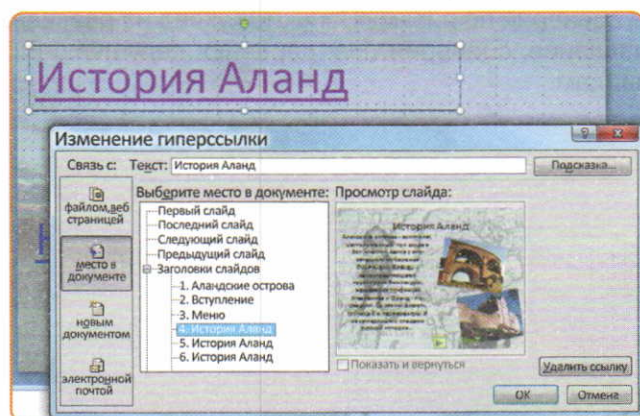 История Аланд
Изменение гиперссылки
Связь с: Текст: История Аланд Подсказка...
файлом, веб страницей
место в документе
новым документом
электронной почтой
Выберите место в документе:
Первый слайд
Последний слайд
Следующий слайд
Предыдущий слайд
Заголовки слайдов
1. Аландские острова
2. Вступление
3. Меню
4. История Аланд
5. История Аланд
6. История Аланд
Просмотр слайда:
История Аланд
Показать и вернуться
Удалить ссылку
ОК Отмена